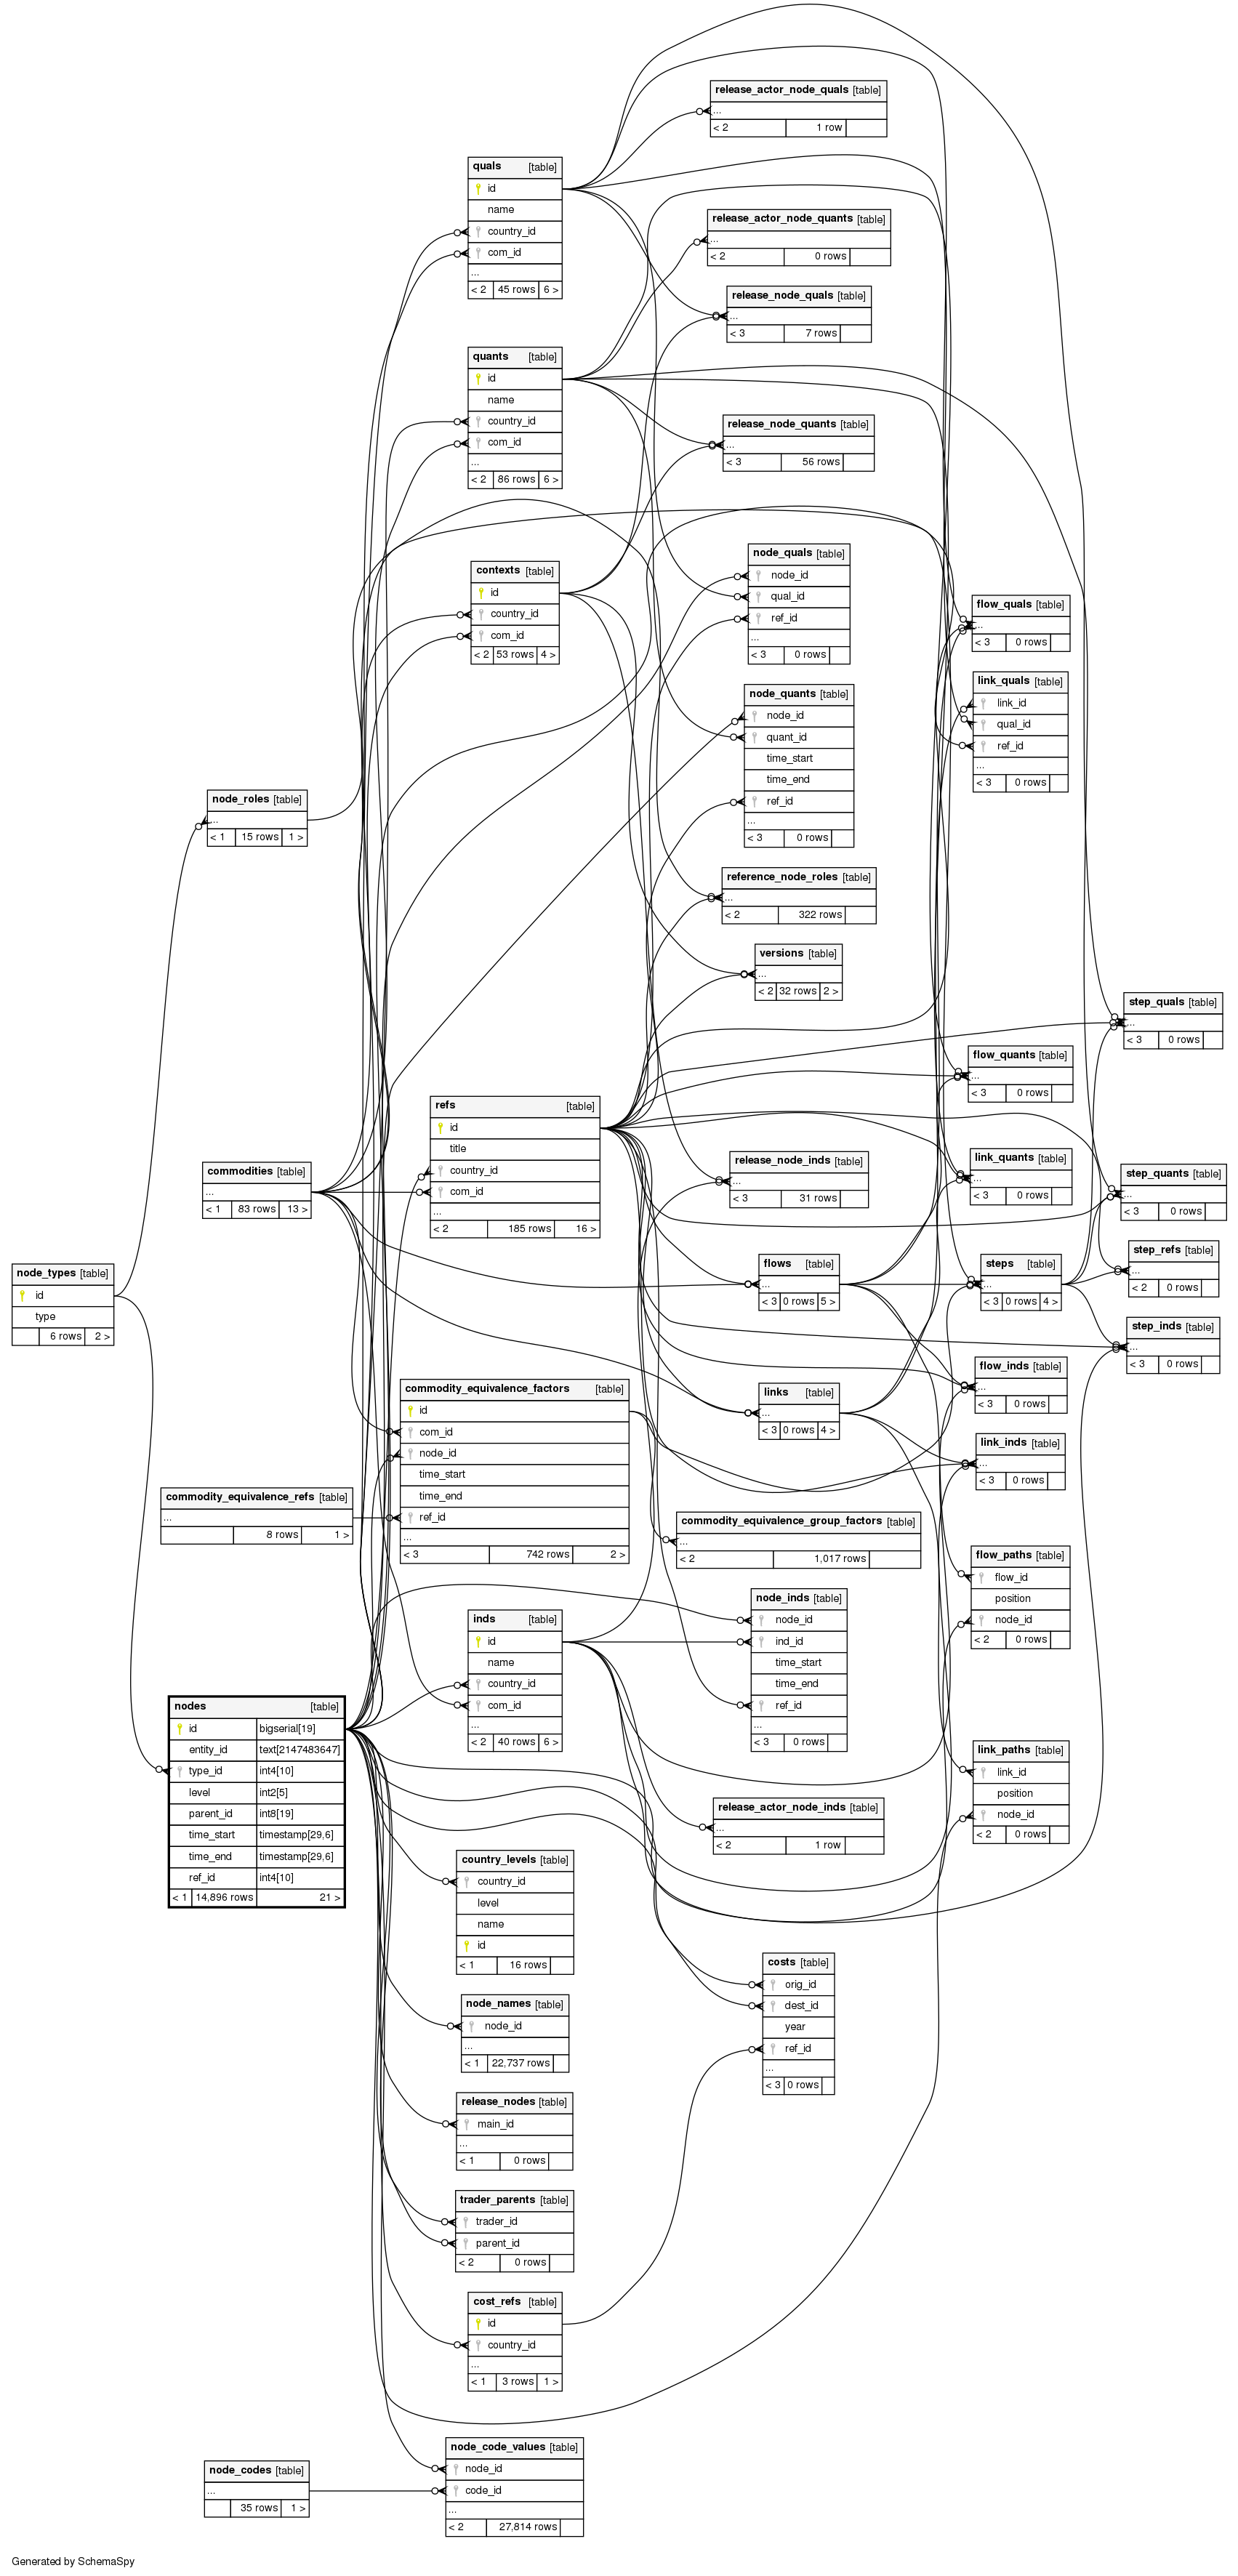 release_actor_node_quals [table]
...
< 2 1 row
quals [table]
id
name
country_id
com_id
...
< 2 45 rows 6 >
release_actor_node_quants [table]
...
< 2 0 rows
release_node_quals [table]
...
< 3 7 rows
quants [table]
id
name
country_id
com_id
...
< 2 86 rows 6 >
release_node_quants [table]
...
< 3 56 rows
contexts [table]
id
country_id
com_id
< 2 53 rows 4 >
node_quals [table]
node_id
qual_id
ref_id
...
< 3 0 rows
flow_quals [table]
...
< 3 0 rows
link_quals [table]
link_id
qual_id
ref_id
...
< 3 0 rows
node_quants [table]
node_id
quant_id
time_start
time_end
ref_id
...
< 3 0 rows
node_roles [table]
...
< 1 15 rows 1 >
reference_node_roles [table]
...
< 2 322 rows
versions [table]
...
< 2 32 rows 2 >
step_quals [table]
...
< 3 0 rows
flow_quants [table]
...
< 3 0 rows
refs [table]
id
title
country_id
com_id
...
< 2 185 rows 16 >
commodities [table]
...
< 1 83 rows 13 >
release_node_inds [table]
...
< 3 31 rows
link_quants [table]
...
< 3 0 rows
step_quants [table]
...
< 3 0 rows
node_types [table]
id
type
6 rows 2 >
flows [table]
...
< 3 0 rows 5 >
steps [table]
...
< 3 0 rows 4 >
step_refs [table]
...
< 2 0 rows
step_inds [table]
...
< 3 0 rows
flow_inds [table]
...
< 3 0 rows
links [table]
...
< 3 0 rows 4 >
link_inds [table]
...
< 3 0 rows
commodity_equivalence_factors [table]
id
com_id
node_id
time_start
time_end
ref_id
...
< 3 742 rows 2 >
commodity_equivalence_refs [table]
...
8 rows 1 >
commodity_equivalence_group_factors [table]
...
< 2 1,017 rows
flow_paths [table]
flow_id
position
node_id
< 2 0 rows
node_inds [table]
node_id
ind_id
time_start
time_end
ref_id
...
< 3 0 rows
inds [table]
id
name
country_id
com_id
...
< 2 40 rows 6 >
nodes [table]
id bigserial[19]
entity_id text[2147483647]
type_id int4[10]
level int2[5]
parent_id int8[19]
time_start timestamp[29,6]
time_end timestamp[29,6]
ref_id int4[10]
< 1 14,896 rows 21 >
link_paths [table]
link_id
position
node_id
< 2 0 rows
release_actor_node_inds [table]
...
< 2 1 row
country_levels [table]
country_id
level
name
id
< 1 16 rows
costs [table]
orig_id
dest_id
year
ref_id
...
< 3 0 rows
node_names [table]
node_id
...
< 1 22,737 rows
release_nodes [table]
main_id
...
< 1 0 rows
trader_parents [table]
trader_id
parent_id
< 2 0 rows
cost_refs [table]
id
country_id
...
< 1 3 rows 1 >
node_code_values [table]
node_id
code_id
...
< 2 27,814 rows
node_codes [table]
...
35 rows 1 >
Generated by SchemaSpy